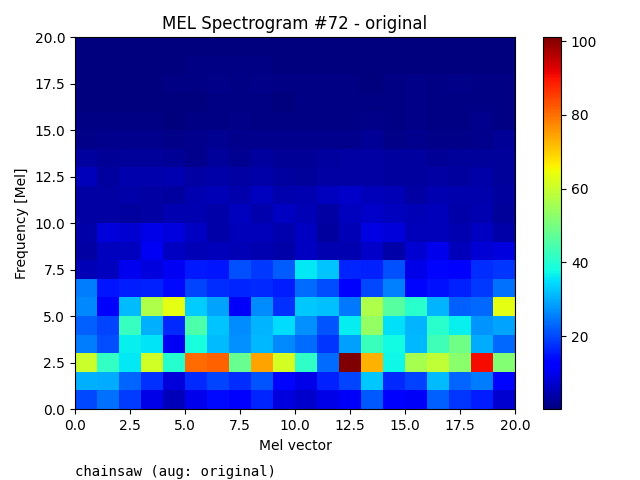 MEL Spectrogram #72 - original
20.0
17.5
15.0
12.5
10.0
7.5
5.0
2.5
0.0
Frequency [Mel]
0.0 2.5 5.0 7.5 10.0 12.5 15.0 17.5 20.0
Mel vector
100
80
60
40
20
chainsaw (aug: original)